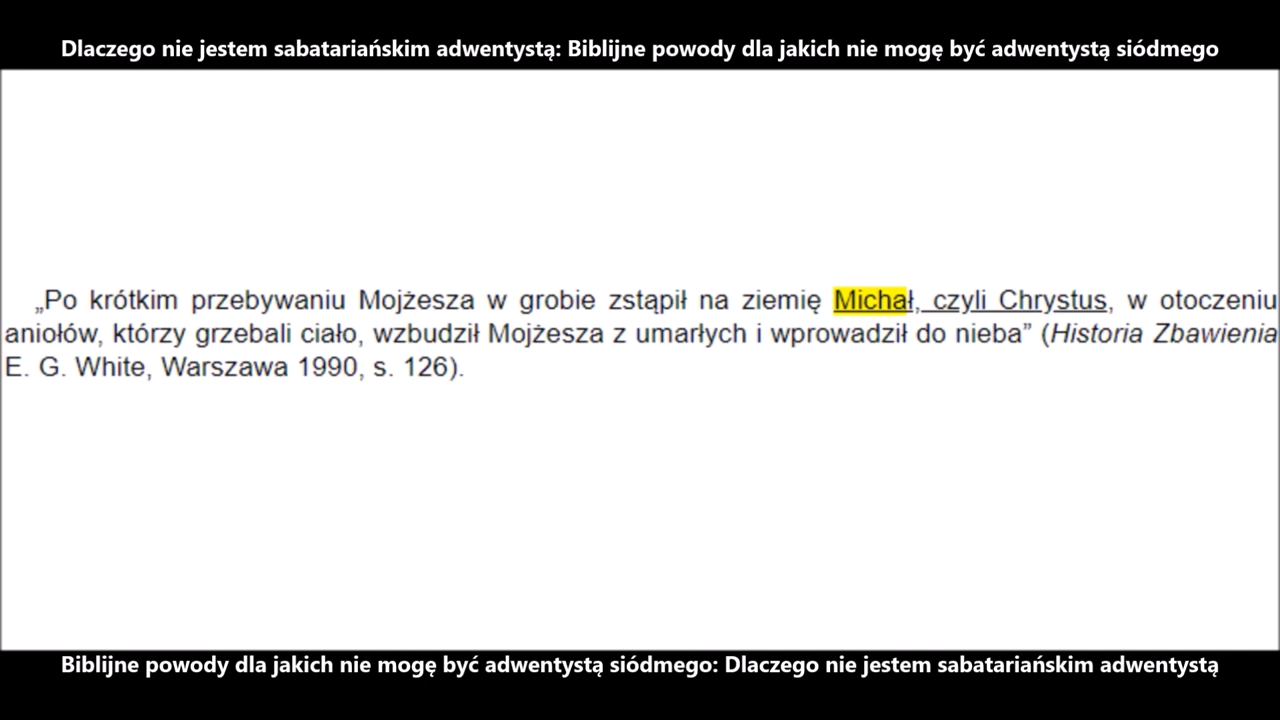 Dlaczego nie jestem sabatariańskim adwentystą: Biblijne powody dla jakich nie mogę być adwentystą siódmego
„Po krótkim przebywaniu Mojżesza w grobie zstąpił na ziemię Michał, czyli Chrystus, w otoczeniu
aniołów, którzy grzebali ciało, wzbudził Mojżesza z umarłych i wprowadził do nieba” (Historia Zbawienia
E. G. White, Warszawa 1990, s. 126).
Biblijne powody dla jakich nie mogę być adwentystą siódmego: Dlaczego nie jestem sabatariańskim adwentystą